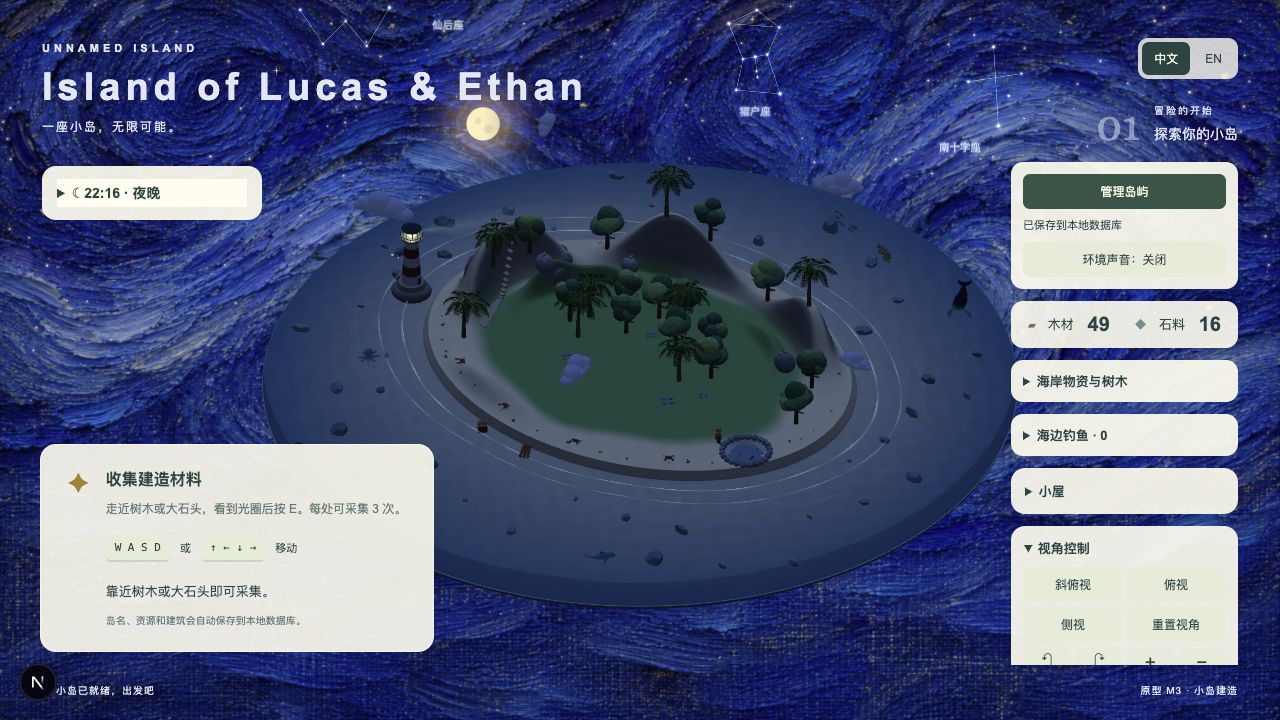 仙后座
UNNAMED ISLAND
Island of Lucas & Ethan
一座小岛，无限可能。
猎户座
南十字座
中文 EN
01
冒险的开始
探索你的小岛
▶ ☾ 22:16 · 夜晚
管理岛屿
已保存到本地数据库
环境声音：关闭
木材 49 石料 16
▶ 海岸物资与树木
▶ 海边钓鱼 · 0
▶ 小屋
▼ 视角控制
斜俯视 俯视
侧视 重置视角
↶ ↷ + −
收集建造材料
走近树木或大石头，看到光圈后按 E。每处可采集 3 次。
W A S D 或 ↑ ← ↓ → 移动
靠近树木或大石头即可采集。
岛名、资源和建筑会自动保存到本地数据库。
N
小岛已就绪，出发吧
原型 M3 · 小岛建造